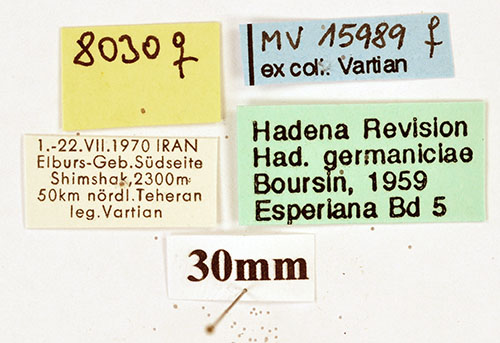 8030 ♀
MV 15989 ♀
ex coll. Vartian
1.-22.VII.1970 IRAN
Elburs-Geb.Südseite
Shimshak,2300m
50km nördl.Teheran
leg.Vartian
Hadena Revision
Had. germaniciae
Boursin, 1959
Esperiana Bd 5
30mm